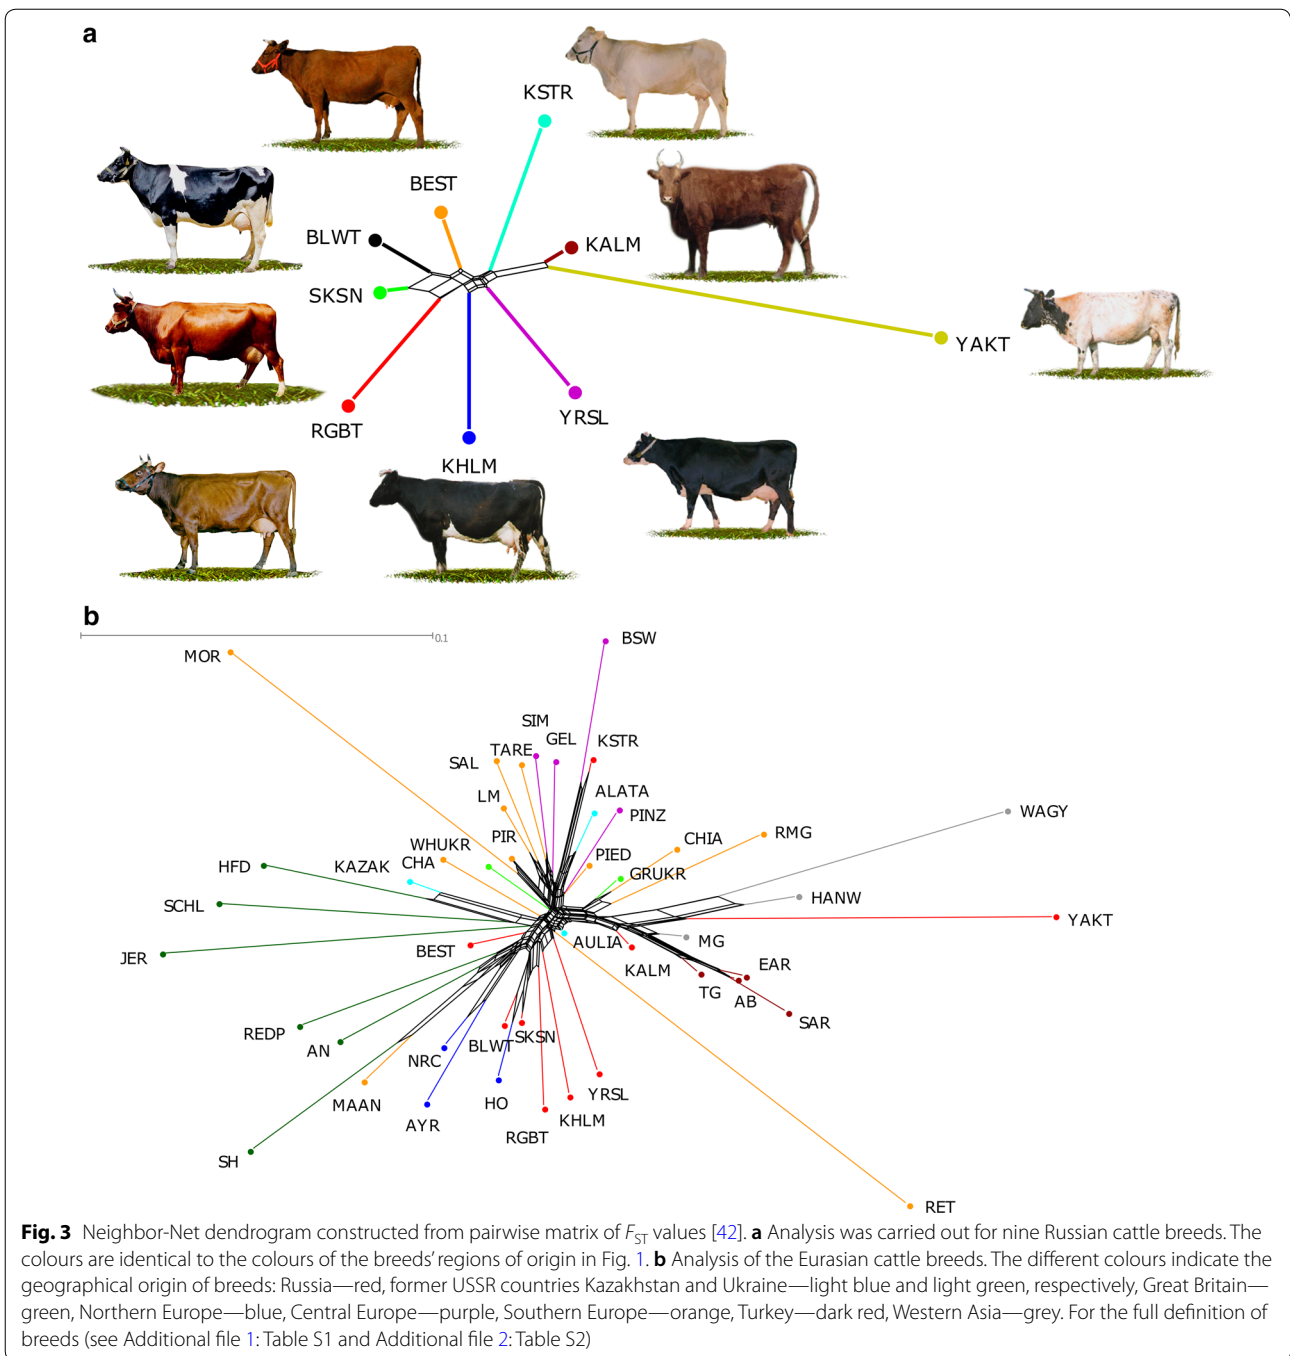 a
KSTR
BEST
BLWT
KALM
SKSN
YAKT
RGBT
YRSL
KHLM
b
0.1
BSW
MOR
SIM
GEL
KSTR
TARE
SAL
ALATA
LM
PINZ
WAGY
PIR
CHIA
RMG
WHUKR
PIED
HFD
KAZAK
CHA
GRUKR
HANW
SCHL
YAKT
AULIA
MG
BEST
JER
KALM
EAR
TG
AB
SAR
REDP
AN
NRC
BLWT
SKSN
MAAN
HO
YRSL
AYR
KHLM
RGBT
SH
RET
Fig. 3 Neighbor-Net dendrogram constructed from pairwise matrix of FST values [42]. a Analysis was carried out for nine Russian cattle breeds. The
colours are identical to the colours of the breeds' regions of origin in Fig. 1. b Analysis of the Eurasian cattle breeds. The different colours indicate the
geographical origin of breeds: Russia—red, former USSR countries Kazakhstan and Ukraine—light blue and light green, respectively, Great Britain—
green, Northern Europe—blue, Central Europe—purple, Southern Europe—orange, Turkey—dark red, Western Asia—grey. For the full definition of
breeds (see Additional file 1: Table S1 and Additional file 2: Table S2)